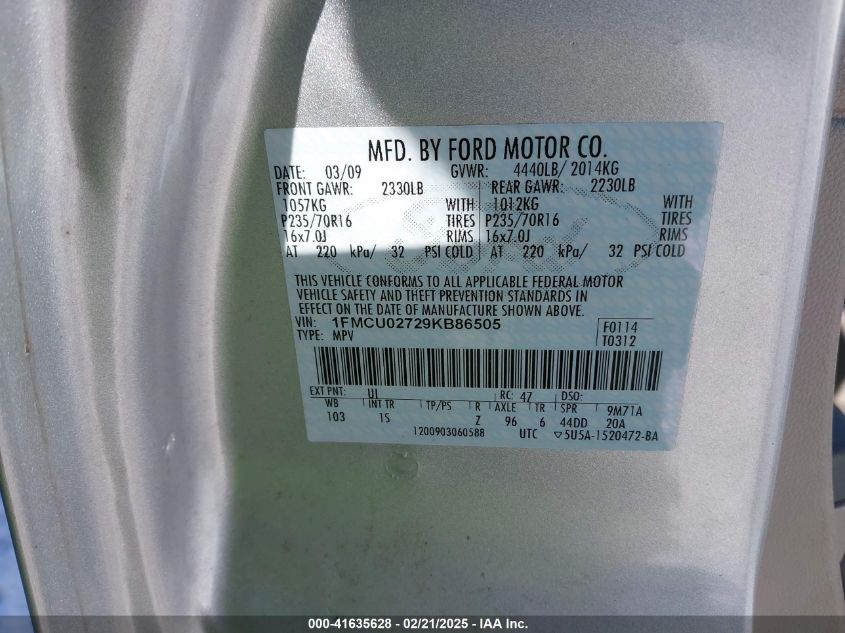 MFD. BY FORD MOTOR CO.
DATE: 03/09 GVWR: 4440LB/ 2014KG
FRONT GAWR: 2330LB REAR GAWR: 2230LB
1057KG WITH 1012KG WITH
P235/70R16 TIRES P235/70R16 TIRES
16x7.0J RIMS 16x7.0J RIMS
AT 220 kPa/ 32 PSI COLD AT 220 kPa/ 32 PSI COLD
THIS VEHICLE CONFORMS TO ALL APPLICABLE FEDERAL MOTOR
VEHICLE SAFETY AND THEFT PREVENTION STANDARDS IN
EFFECT ON THE DATE OF MANUFACTURE SHOWN ABOVE.
VIN: 1FMCU02729KB86505 F0114
TYPE: MPV T0312
EXT PNT: UI RC: 47 DSO:
WB INT TR TP/PS R AXLE TR SPR 9M71A
103 1S Z 96 6 44DD 20A
1200903060588 UTC ▽5U5A-1520472-BA
000-41635628 - 02/21/2025 - IAA Inc.